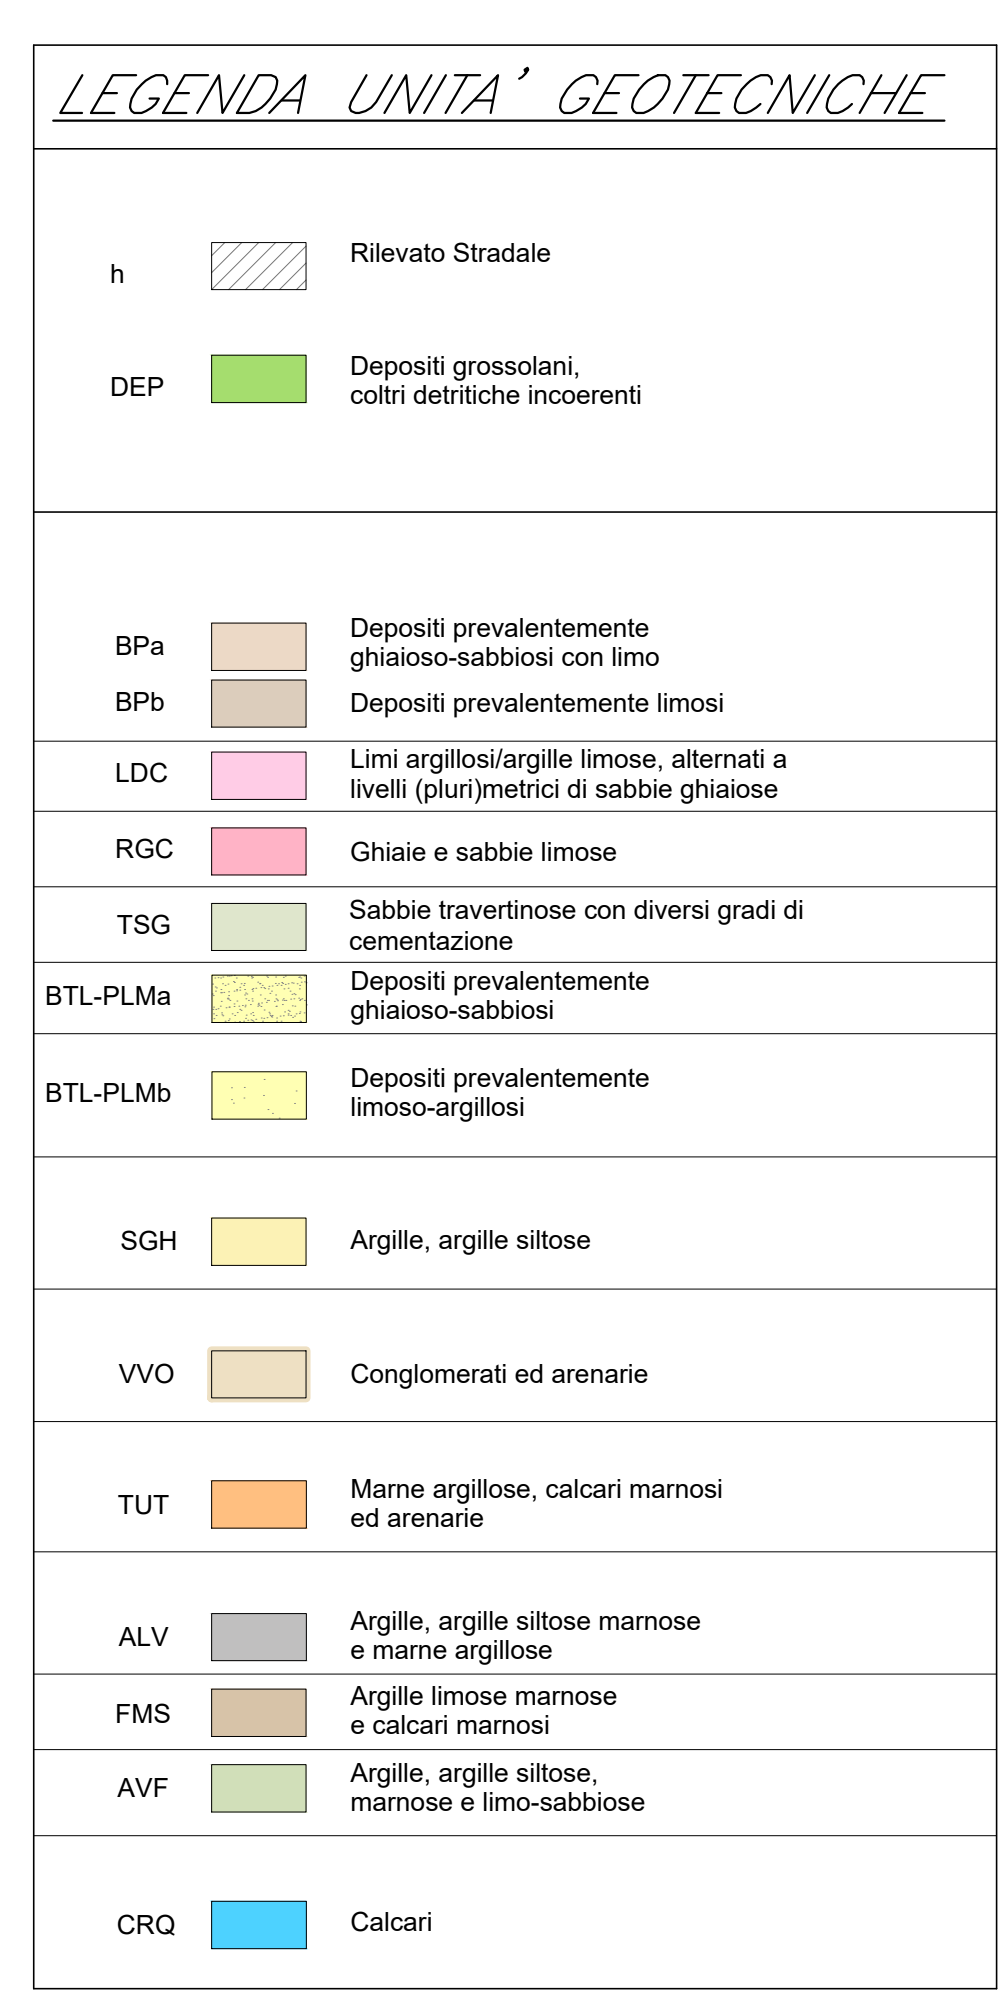 LEGENDA UNITA' GEOTECNICHE
h
Rilevato Stradale
DEP
Depositi grossolani,
coltri detritiche incoerenti
BPa
Depositi prevalentemente
ghiaioso-sabbiosi con limo
BPb
Depositi prevalentemente limosi
LDC
Limi argillosi/argille limose, alternati a
livelli (pluri)metrici di sabbie ghiaiose
RGC
Ghiaie e sabbie limose
TSG
Sabbie travertinose con diversi gradi di
cementazione
BTL-PLMa
Depositi prevalentemente
ghiaioso-sabbiosi
BTL-PLMb
Depositi prevalentemente
limoso-argillosi
SGH
Argille, argille siltose
VVO
Conglomerati ed arenarie
TUT
Marne argillose, calcari marnosi
ed arenarie
ALV
Argille, argille siltose marnose
e marne argillose
FMS
Argille limose marnose
e calcari marnosi
AVF
Argille, argille siltose,
marnose e limo-sabbiose
CRQ
Calcari